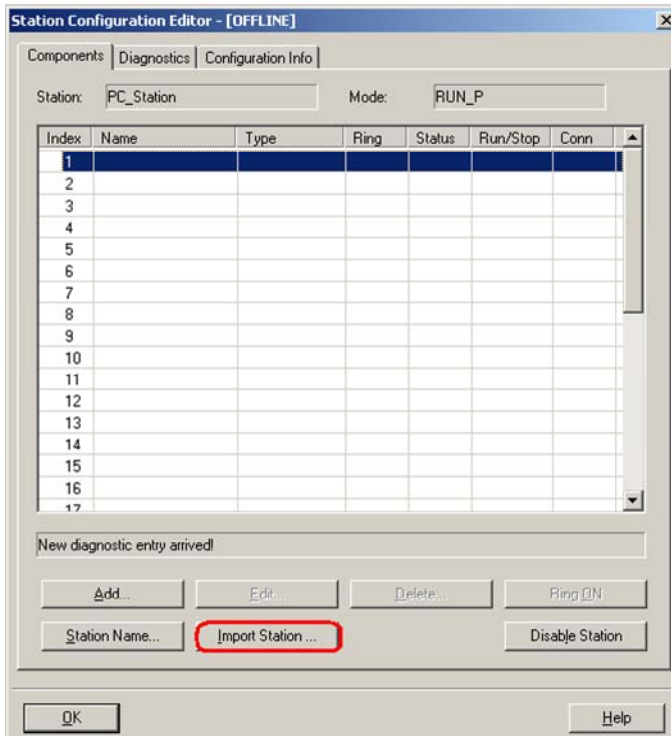 Station Configuration Editor - [OFFLINE]
Components Diagnostics Configuration Info
Station: PC_Station Mode: RUN_P
Index Name Type Ring Status Run/Stop Conn
1
2
3
4
5
6
7
8
9
10
11
12
13
14
15
16
17
New diagnostic entry arrived!
Add... Edit... Delete... Ring ON
Station Name... Import Station ... Disable Station
OK Help